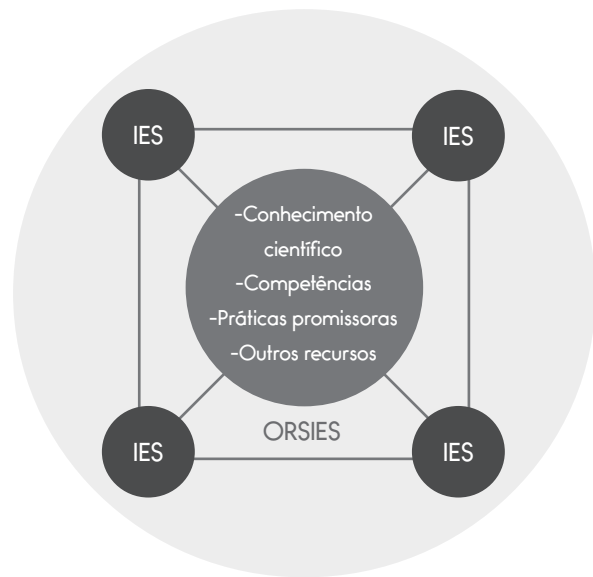 IES
IES
-Conhecimento
científico
-Competências
-Práticas promissoras
-Outros recursos
ORSIES
IES
IES